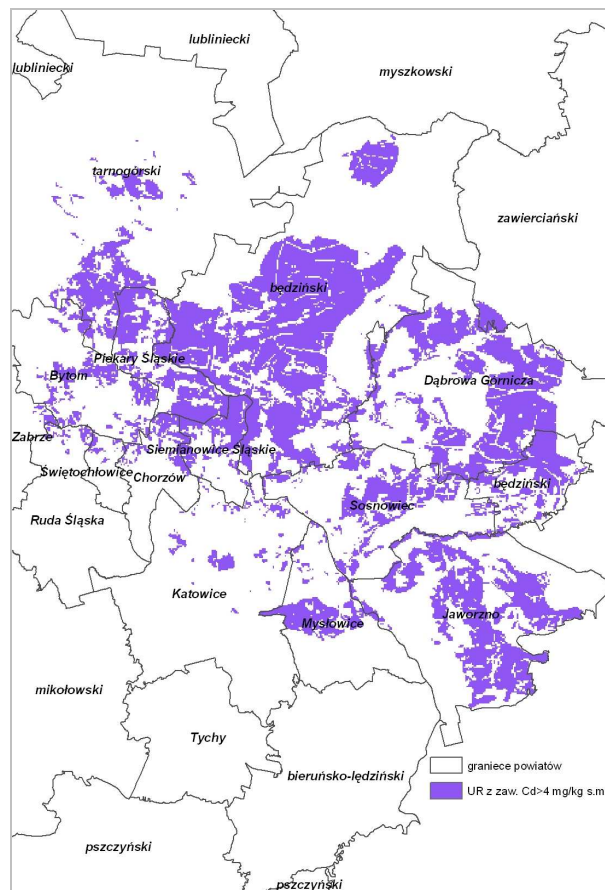 lubliniecki
lubliniecki
myszkowski
tarnogórski
zawierciański
będziński
Piekary Śląskie
Bytom
Dąbrowa Górnicza
Zabrze
Siemianowice Śląskie
Świętochłowice
Chorzów
będziński
Sosnowiec
Ruda Śląska
Katowice
Mysłowice
Jaworzno
mikołowski
Tychy
bieruńsko-lędziński
graniece powiatów
UR z zaw. Cd>4 mg/kg s.m
pszczyński
pszczyński